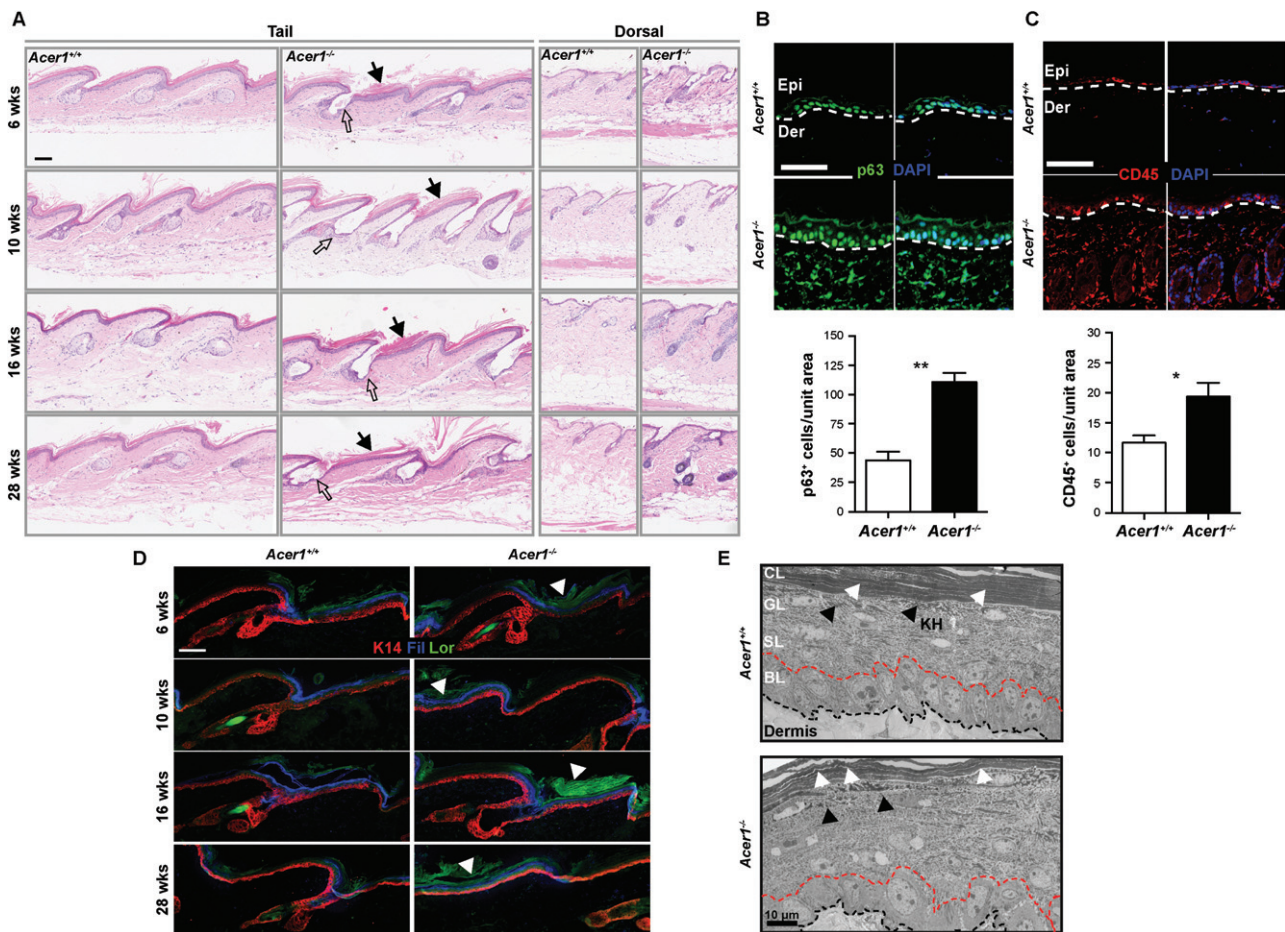 A
Tail
Dorsal
Acer1+/+
Acer1-/-
Acer1+/+
Acer1-/-
6 wks
10 wks
16 wks
28 wks
B
Epi
Der
p63 DAPI
Acer1+/+
Acer1-/-
p63+ cells/unit area
150
125
100
75
50
25
0
**
Acer1+/+
Acer1-/-
C
Epi
Der
CD45 DAPI
Acer1+/+
Acer1-/-
CD45+ cells/unit area
30
25
20
15
10
5
0
*
Acer1+/+
Acer1-/-
D
Acer1+/+
Acer1-/-
6 wks
K14 Fil Lor
10 wks
16 wks
28 wks
E
CL
GL
KH
SL
BL
Dermis
Acer1+/+
Acer1-/-
10 µm